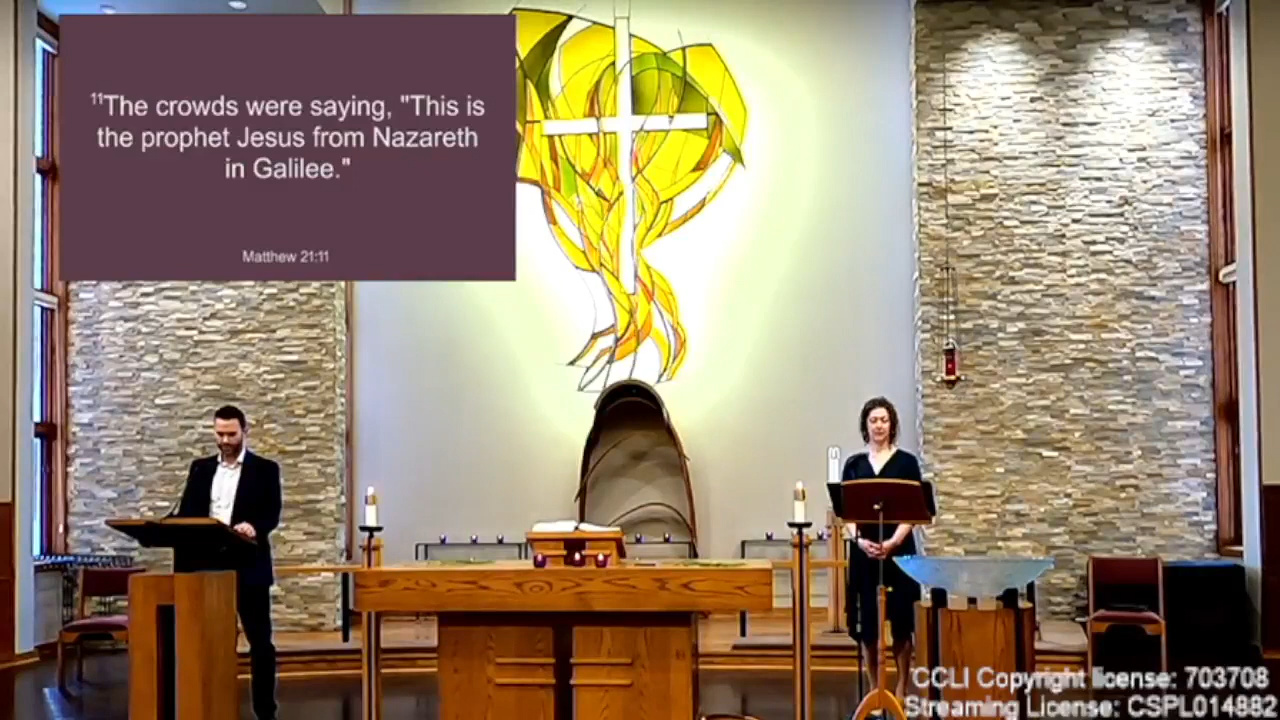 ¹¹The crowds were saying, "This is
the prophet Jesus from Nazareth
in Galilee."
Matthew 21:11
CCLI Copyright license: 703708
Streaming License: CSPL014882